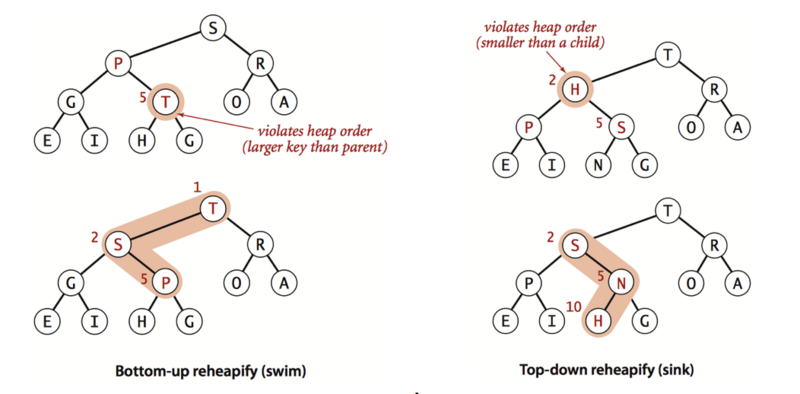 S
P
R
G
5 T
O
A
E
I
H
G
violates heap order
(larger key than parent)
1
T
2 S
R
G
5 P
O
A
E
I
H
G
Bottom-up reheapify (swim)
violates heap order
(smaller than a child)
T
2 H
R
P
5 S
O
A
E
I
N
G
T
2 S
R
P
5 N
O
A
10
E
I
H
G
Top-down reheapify (sink)